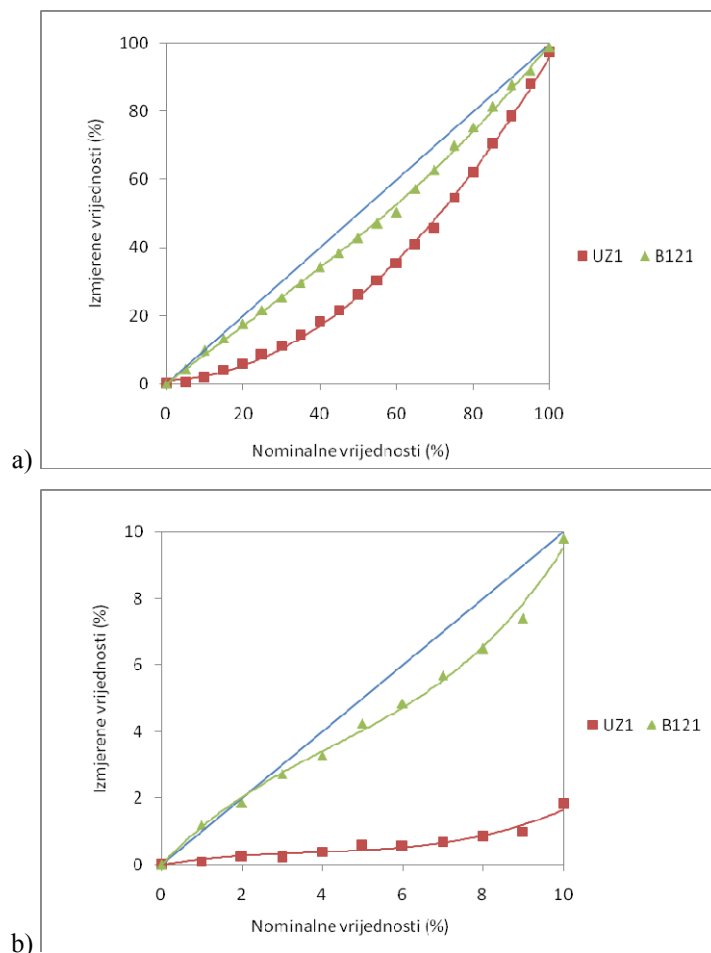 100
80
60
40
20
0
Izmjerene vrijednosti (%)
0 20 40 60 80 100
Nominalne vrijednosti (%)
UZ1 B121
a)
10
8
6
4
2
0
Izmjerene vrijednosti (%)
0 2 4 6 8 10
Nominalne vrijednosti (%)
UZ1 B121
b)